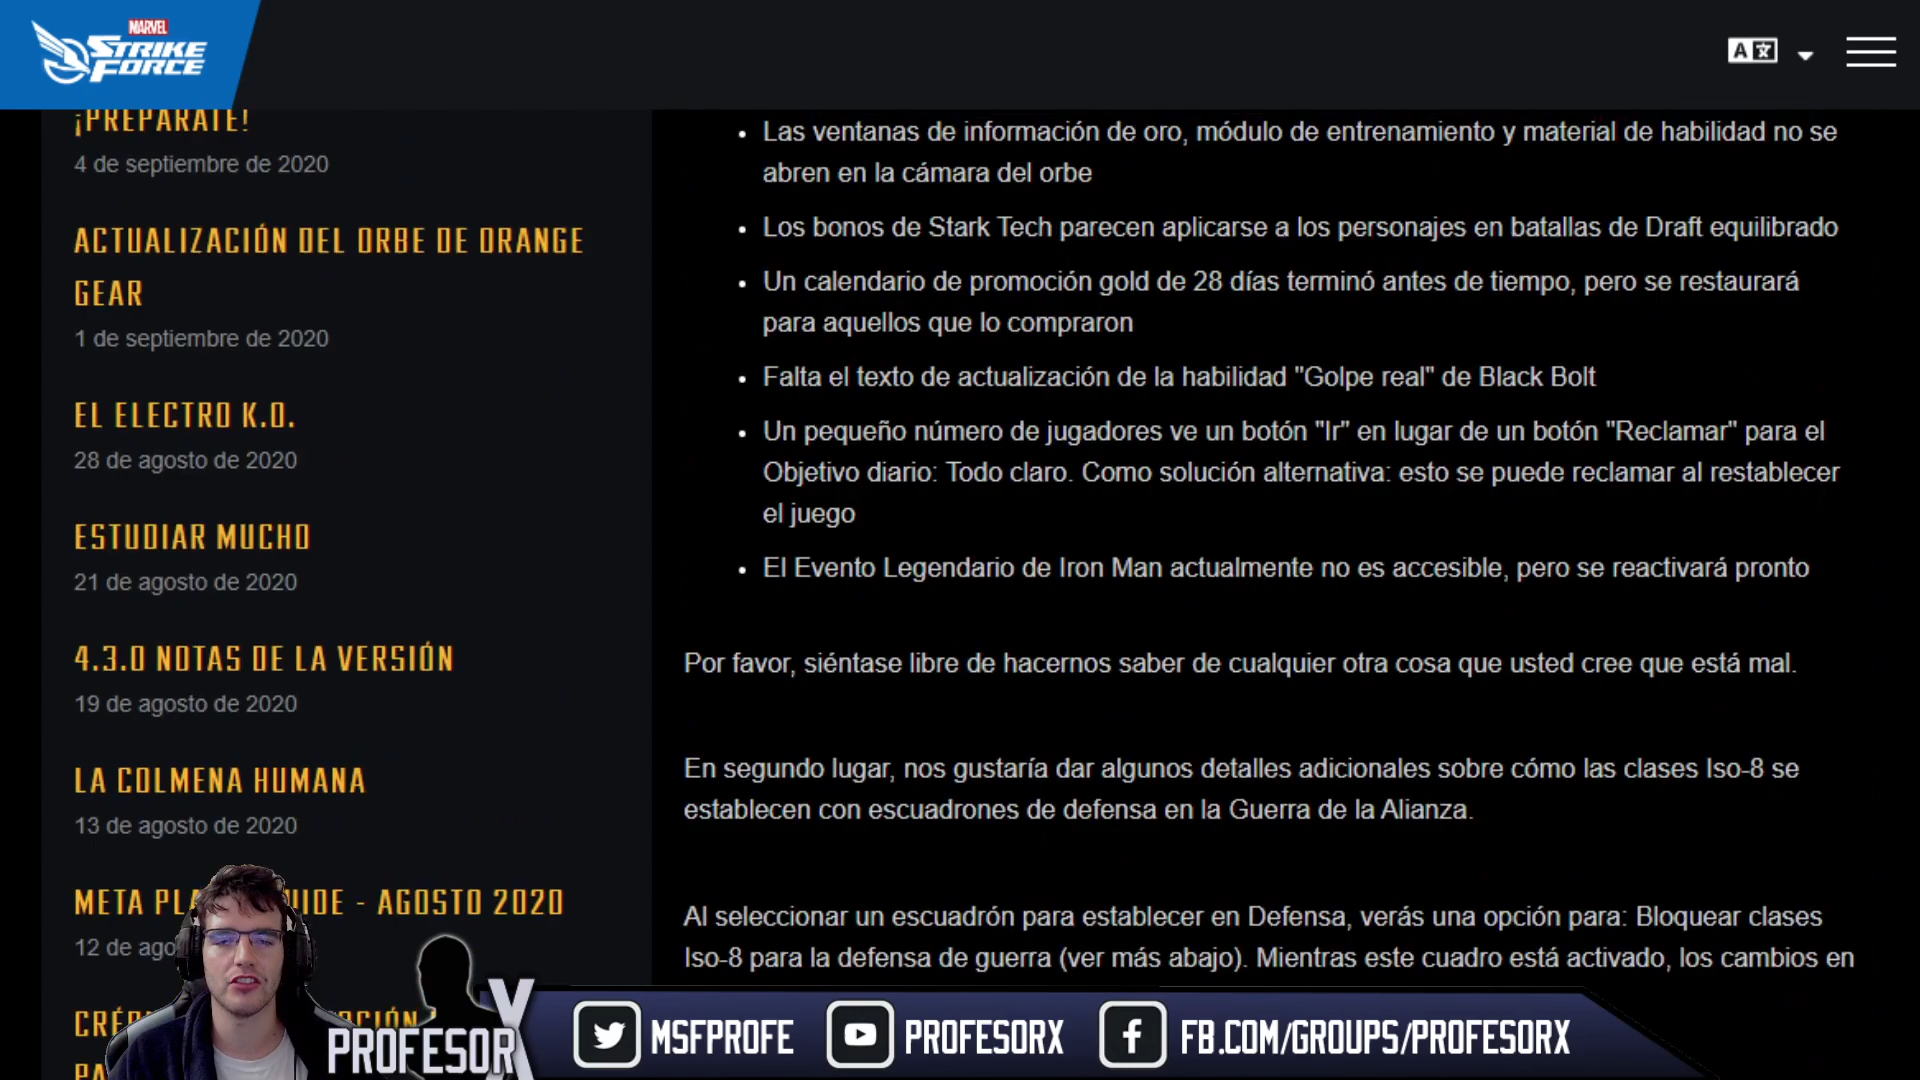 MARVEL
STRIKE
FORCE
A
¡PREPÁRATE!
4 de septiembre de 2020
ACTUALIZACIÓN DEL ORBE DE ORANGE
GEAR
1 de septiembre de 2020
EL ELECTRO K.O.
28 de agosto de 2020
ESTUDIAR MUCHO
21 de agosto de 2020
4.3.0 NOTAS DE LA VERSIÓN
19 de agosto de 2020
LA COLMENA HUMANA
13 de agosto de 2020
META - AGOSTO 2020
12 de
• Las ventanas de información de oro, módulo de entrenamiento y material de habilidad no se
abren en la cámara del orbe
• Los bonos de Stark Tech parecen aplicarse a los personajes en batallas de Draft equilibrado
• Un calendario de promoción gold de 28 días terminó antes de tiempo, pero se restaurará
para aquellos que lo compraron
• Falta el texto de actualización de la habilidad "Golpe real" de Black Bolt
• Un pequeño número de jugadores ve un botón "Ir" en lugar de un botón "Reclamar" para el
Objetivo diario: Todo claro. Como solución alternativa: esto se puede reclamar al restablecer
el juego
• El Evento Legendario de Iron Man actualmente no es accesible, pero se reactivará pronto
Por favor, siéntase libre de hacernos saber de cualquier otra cosa que usted cree que está mal.
En segundo lugar, nos gustaría dar algunos detalles adicionales sobre cómo las clases Iso-8 se
establecen con escuadrones de defensa en la Guerra de la Alianza.
Al seleccionar un escuadrón para establecer en Defensa, verás una opción para: Bloquear clases
Iso-8 para la defensa de guerra (ver más abajo). Mientras este cuadro está activado, los cambios en
PROFESORX
MSFPROFE
PROFESORX
FB.COM/GROUPS/PROFESORX